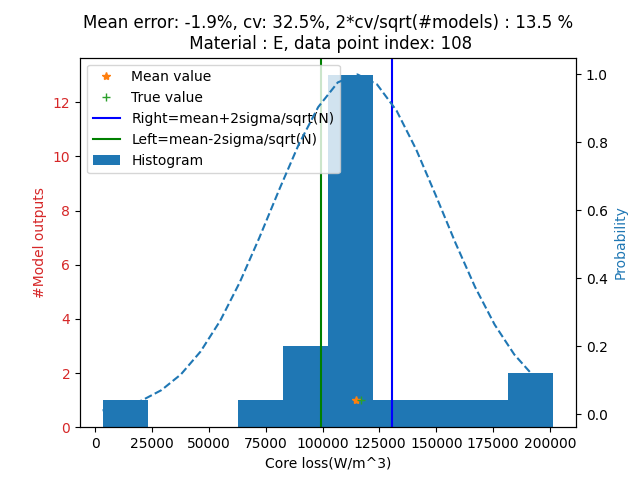 Mean error: -1.9%, cv: 32.5%, 2*cv/sqrt(#models) : 13.5 %
Material : E, data point index: 108
Mean value
True value
Right=mean+2sigma/sqrt(N)
Left=mean-2sigma/sqrt(N)
Histogram
#Model outputs
12
10
8
6
4
2
0
1.0
0.8
0.6
0.4
0.2
0.0
Probability
0 25000 50000 75000 100000 125000 150000 175000 200000
Core loss(W/m^3)